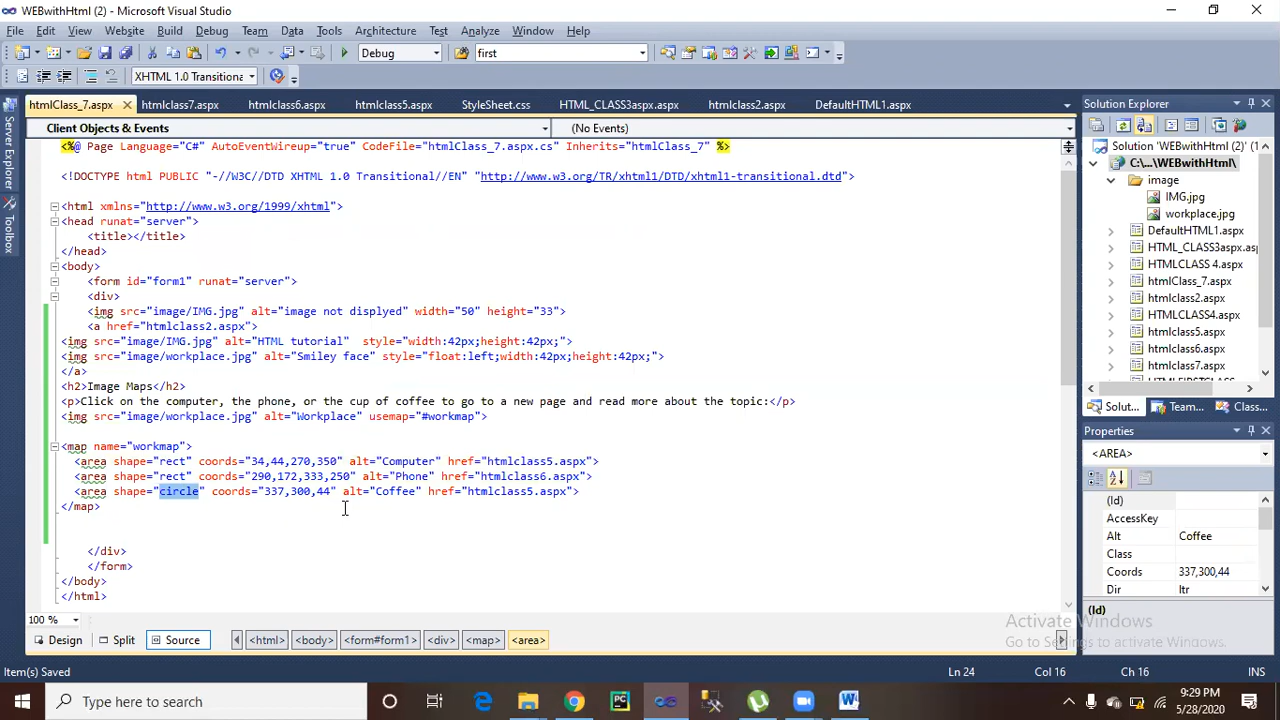 WEBwithHtml (2) - Microsoft Visual Studio
File Edit View Website Build Debug Team Data Tools Architecture Test Analyze Window Help
Debug first
XHTML 1.0 Transitiona
htmlClass_7.aspx htmlclass7.aspx htmlclass6.aspx htmlclass5.aspx StyleSheet.css HTML_CLASS3aspx.aspx htmlclass2.aspx DefaultHTML1.aspx
Client Objects & Events (No Events)
Server Explorer
Toolbox
<%@ Page Language="C#" AutoEventWireup="true" CodeFile="htmlClass_7.aspx.cs" Inherits="htmlClass_7" %>
<!DOCTYPE html PUBLIC "-//W3C//DTD XHTML 1.0 Transitional//EN" "http://www.w3.org/TR/xhtml1/DTD/xhtml1-transitional.dtd">
<html xmlns="http://www.w3.org/1999/xhtml">
<head runat="server">
<title></title>
</head>
<body>
<form id="form1" runat="server">
<div>
<img src="image/IMG.jpg" alt="image not displyed" width="50" height="33">
<a href="htmlclass2.aspx">
<img src="image/IMG.jpg" alt="HTML tutorial"  style="width:42px;height:42px;">
<img src="image/workplace.jpg" alt="Smiley face" style="float:left;width:42px;height:42px;">
</a>
<h2>Image Maps</h2>
<p>Click on the computer, the phone, or the cup of coffee to go to a new page and read more about the topic:</p>
<img src="image/workplace.jpg" alt="Workplace" usemap="#workmap">
<map name="workmap">
<area shape="rect" coords="34,44,270,350" alt="Computer" href="htmlclass5.aspx">
<area shape="rect" coords="290,172,333,250" alt="Phone" href="htmlclass6.aspx">
<area shape="circle" coords="337,300,44" alt="Coffee" href="htmlclass5.aspx">
</map>
</div>
</form>
</body>
</html>
100 %
Design Split Source <html> <body> <form#form1> <div> <map> <area>
Solution Explorer
Solution 'WEBwithHtml (2)'
C:\...\WEBwithHtml\
image
IMG.jpg
workplace.jpg
DefaultHTML1.aspx
HTML_CLASS3aspx.asp
HTMLCLASS 4.aspx
htmlClass_7.aspx
htmlclass2.aspx
HTMLCLASS4.aspx
htmlclass5.aspx
htmlclass6.aspx
htmlclass7.aspx
Solut... Team... Class...
Properties
<AREA>
(Id)
AccessKey
Alt Coffee
Class
Coords 337,300,44
Dir ltr
(Id)
Activate Windows
Go to Settings to activate Windows.
Item(s) Saved Ln 24 Col 16 Ch 16 INS
Type here to search
9:29 PM
5/28/2020